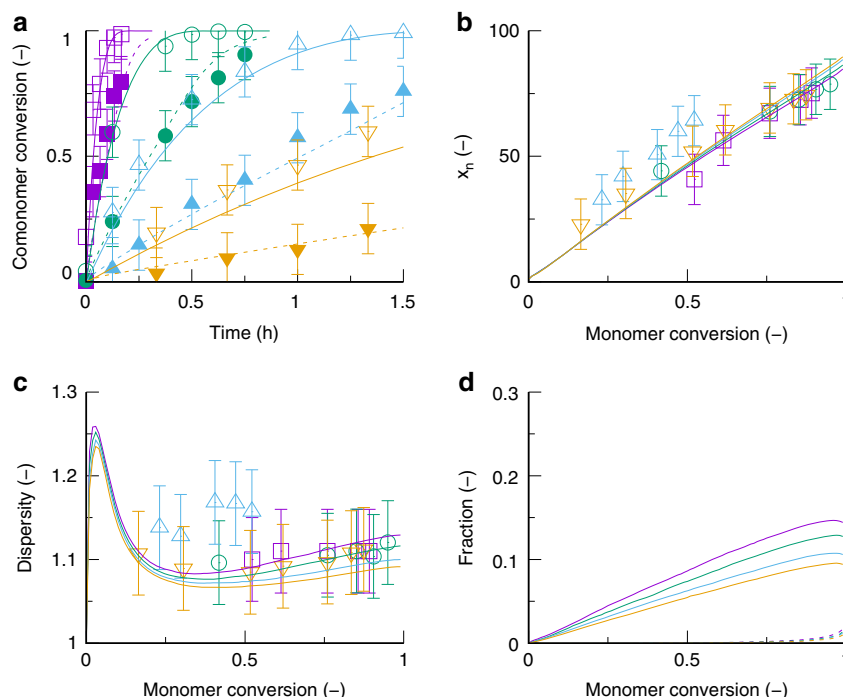 a
1
0.5
0
Comonomer conversion (–)
0
0.5
1
1.5
Time (h)
b
100
50
0
x_n (–)
0
0.5
1
Monomer conversion (–)
c
1.3
1.2
1.1
1
Dispersity (–)
0
0.5
1
Monomer conversion (–)
d
0.3
0.2
0.1
0
Fraction (–)
0
0.5
1
Monomer conversion (–)